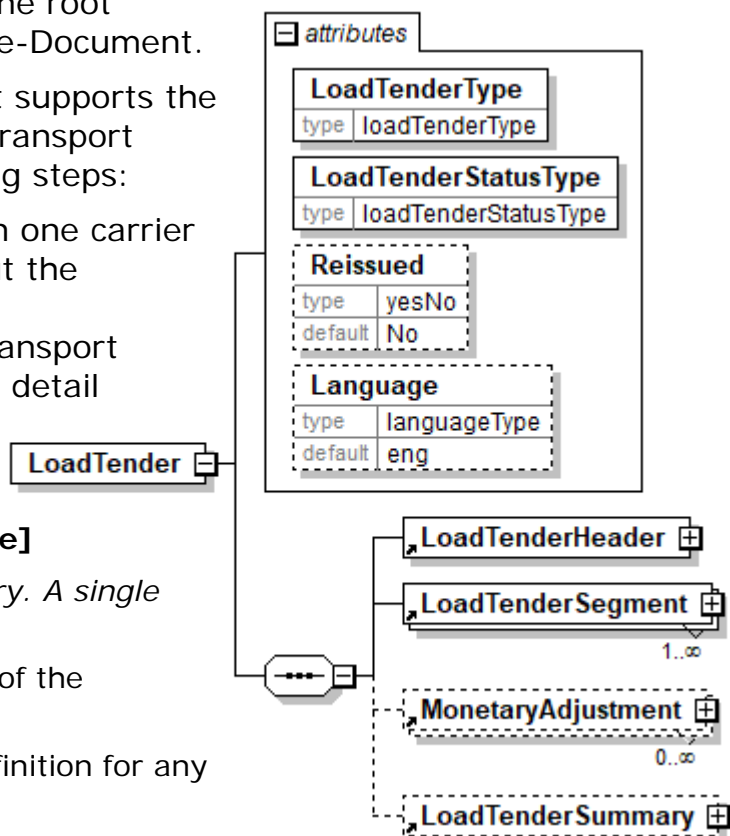 he root
e-Document.
t supports the
ransport
g steps:
n one carrier
ut the
ansport
detail
e]
ry. A single
of the
finition for any
attributes
LoadTenderType
type loadTenderType
LoadTenderStatusType
type loadTenderStatusType
Reissued
type yesNo
default No
Language
type languageType
default eng
LoadTender
LoadTenderHeader
LoadTenderSegment
1..∞
MonetaryAdjustment
0..∞
LoadTenderSummary